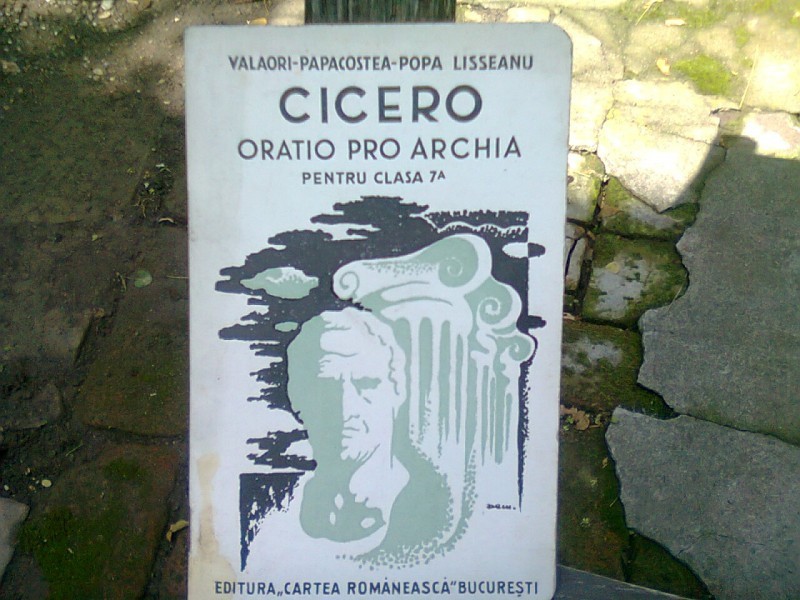 VALAORI-PAPACOSTEA-POPA LISSEANU
CICERO
ORATIO PRO ARCHIA
PENTRU CLASA 7A
EDITURA „CARTEA ROMÂNEASCĂ" BUCUREȘTI